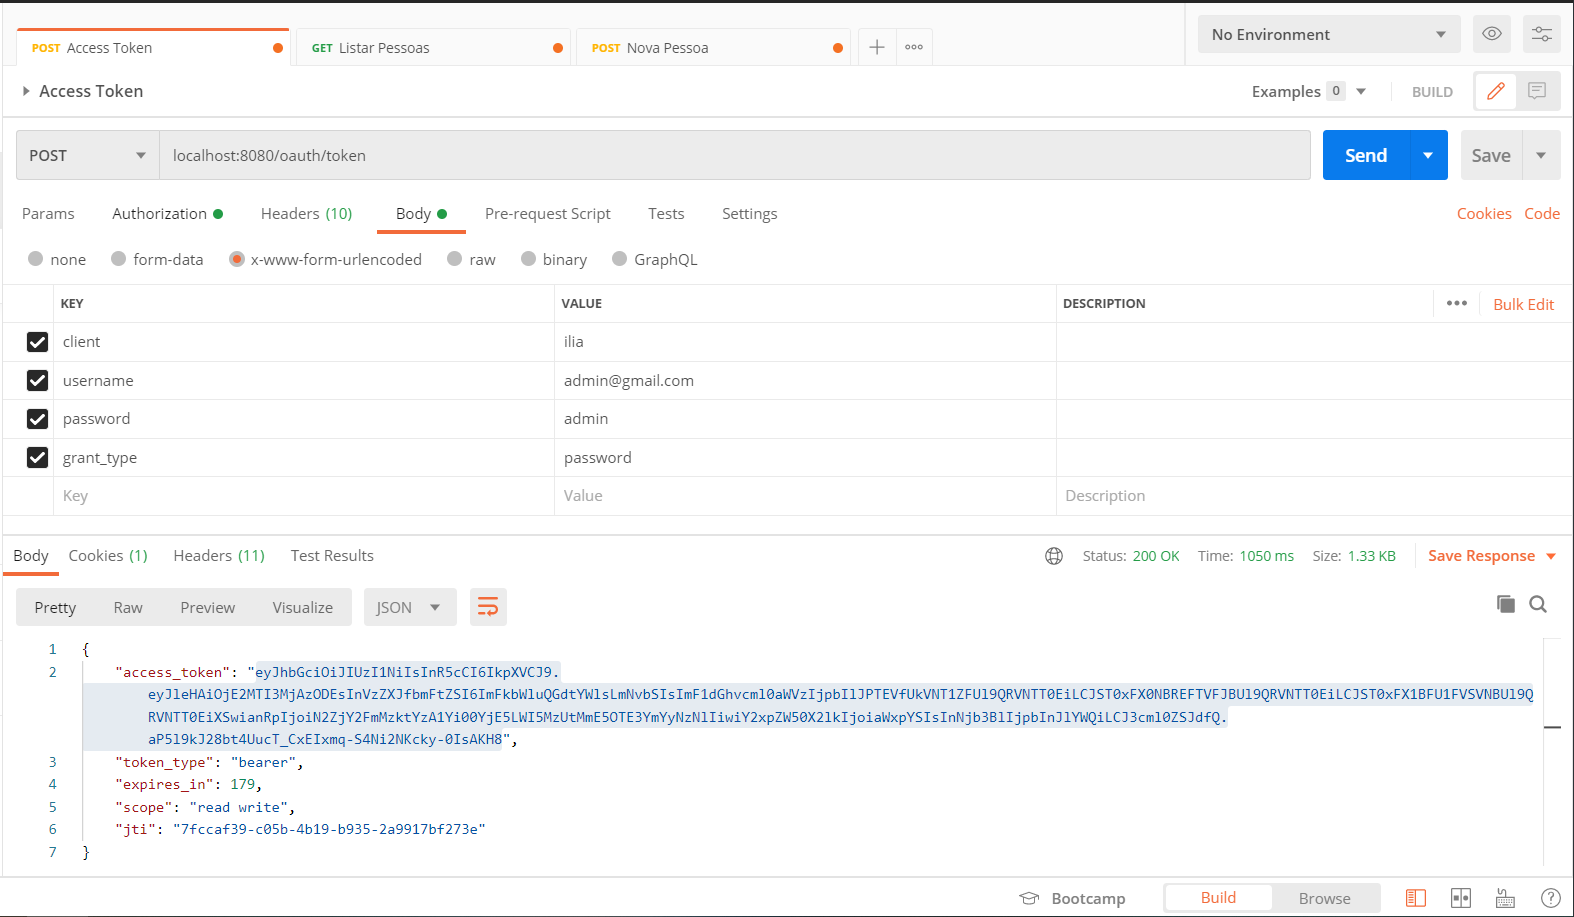 POST Access Token
GET Listar Pessoas
POST Nova Pessoa
No Environment
Access Token
Examples 0
BUILD
POST
localhost:8080/oauth/token
Send
Save
Params Authorization Headers (10) Body Pre-request Script Tests Settings Cookies Code
none form-data x-www-form-urlencoded raw binary GraphQL
KEY VALUE DESCRIPTION Bulk Edit
client ilia
username admin@gmail.com
password admin
grant_type password
Key Value Description
Body Cookies (1) Headers (11) Test Results Status: 200 OK Time: 1050 ms Size: 1.33 KB Save Response
Pretty Raw Preview Visualize JSON
1 {
2 "access_token": "eyJhbGciOiJIUzI1NiIsInR5cCI6IkpXVCJ9.
eyJleHAiOjE2MTI3MjAzODEsInVzZXJfbmFtZSI6ImFkbWluQGdtYWlsLmNvbSIsImF1dGhvcml0aWVzIjpbIlJPTEVfUkVNT1ZFUl9QRVNTT0EiLCJST0xFX0NBREFTVFJBUl9QRVNTT0EiLCJST0xFX1BFU1FVSVNBUl9Q
RVNTT0EiXSwianRpIjoiN2ZjY2FmMzktYzA1Yi00YjE5LWI5MzUtMmE5OTE3YmYyNzNlIiwiY2xpZW50X2lkIjoiaWxpYSIsInNjb3BlIjpbInJlYWQiLCJ3cml0ZSJdfQ.
aP5l9kJ28bt4UucT_CxEIxmq-S4Ni2NKcky-0IsAKH8",
3 "token_type": "bearer",
4 "expires_in": 179,
5 "scope": "read write",
6 "jti": "7fccaf39-c05b-4b19-b935-2a9917bf273e"
7 }
Bootcamp Build Browse